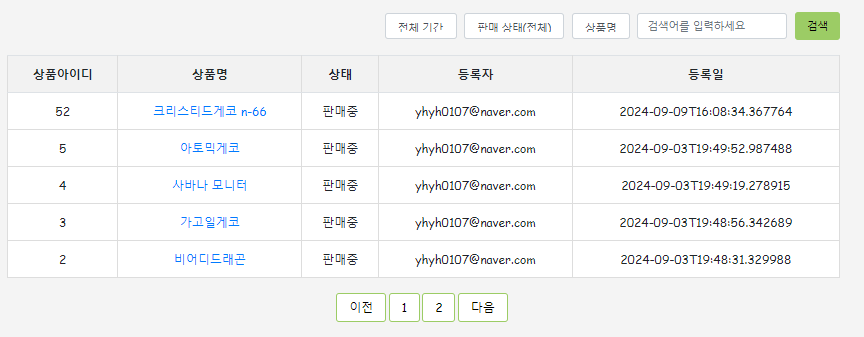 전체 기간 판매 상태(전체) 상품명 검색어를 입력하세요 검색
상품아이디 상품명 상태 등록자 등록일
52 크리스티드게코 n-66 판매중 yhyh0107@naver.com 2024-09-09T16:08:34.367764
5 아토믹게코 판매중 yhyh0107@naver.com 2024-09-03T19:49:52.987488
4 사바나 모니터 판매중 yhyh0107@naver.com 2024-09-03T19:49:19.278915
3 가고일게코 판매중 yhyh0107@naver.com 2024-09-03T19:48:56.342689
2 비어디드래곤 판매중 yhyh0107@naver.com 2024-09-03T19:48:31.329988
이전 1 2 다음